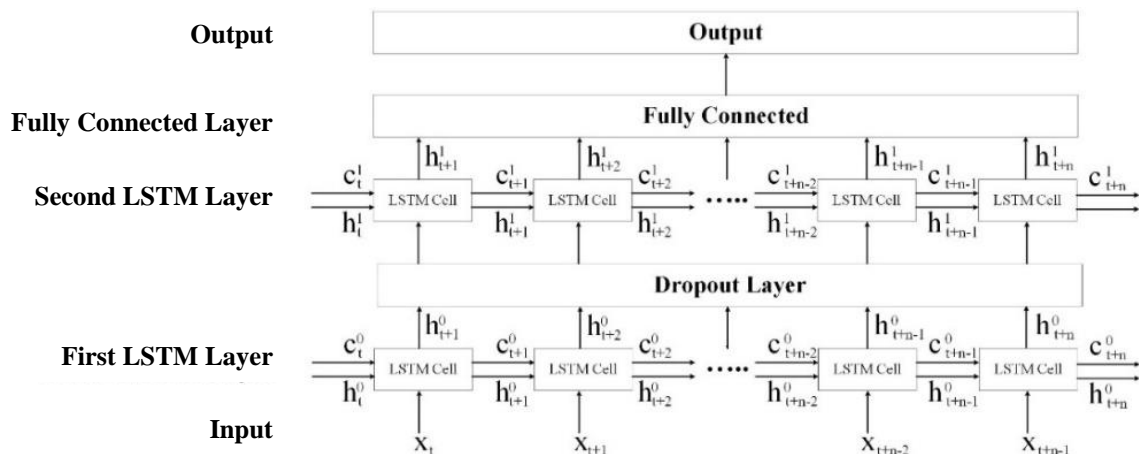 Output
Output
Fully Connected Layer
Fully Connected
h¹ₜ₊₁ h¹ₜ₊₂ h¹ₜ₊ₙ₋₁ h¹ₜ₊ₙ
c¹ₜ c¹ₜ₊₁ c¹ₜ₊₂ c¹ₜ₊ₙ₋₂ c¹ₜ₊ₙ₋₁ c¹ₜ₊ₙ
Second LSTM Layer
LSTM Cell LSTM Cell ..... LSTM Cell LSTM Cell
h¹ₜ h¹ₜ₊₁ h¹ₜ₊₂ h¹ₜ₊ₙ₋₂ h¹ₜ₊ₙ₋₁
Dropout Layer
h⁰ₜ₊₁ h⁰ₜ₊₂ h⁰ₜ₊ₙ₋₁ h⁰ₜ₊ₙ
c⁰ₜ c⁰ₜ₊₁ c⁰ₜ₊₂ c⁰ₜ₊ₙ₋₂ c⁰ₜ₊ₙ₋₁ c⁰ₜ₊ₙ
First LSTM Layer
LSTM Cell LSTM Cell ..... LSTM Cell LSTM Cell
h⁰ₜ h⁰ₜ₊₁ h⁰ₜ₊₂ h⁰ₜ₊ₙ₋₂ h⁰ₜ₊ₙ₋₁ h⁰ₜ₊ₙ
Input
xₜ xₜ₊₁ xₜ₊ₙ₋₂ xₜ₊ₙ₋₁